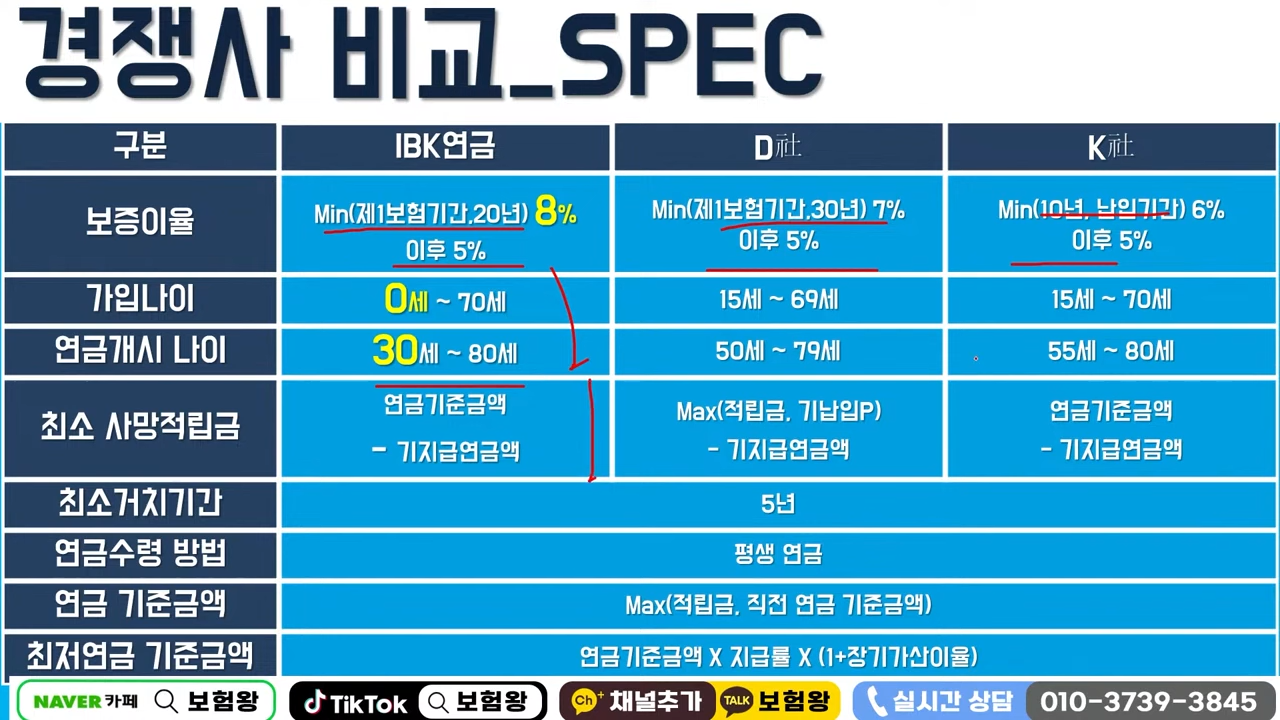 경쟁사 비교_SPEC
구분
IBK연금
D社
K社
보증이율
Min(제1보험기간,20년) 8%
이후 5%
Min(제1보험기간,30년) 7%
이후 5%
Min(10년, 납입기간) 6%
이후 5%
가입나이
0세 ~ 70세
15세 ~ 69세
15세 ~ 70세
연금개시 나이
30세 ~ 80세
50세 ~ 79세
55세 ~ 80세
최소 사망적립금
연금기준금액
- 기지급연금액
Max(적립금, 기납입P)
- 기지급연금액
연금기준금액
- 기지급연금액
최소거치기간
5년
연금수령 방법
평생 연금
연금 기준금액
Max(적립금, 직전 연금 기준금액)
최저연금 기준금액
연금기준금액 X 지급률 X (1+장기가산이율)
NAVER 카페 보험왕
TikTok 보험왕
Ch+ 채널추가 TALK 보험왕
실시간 상담 010-3739-3845